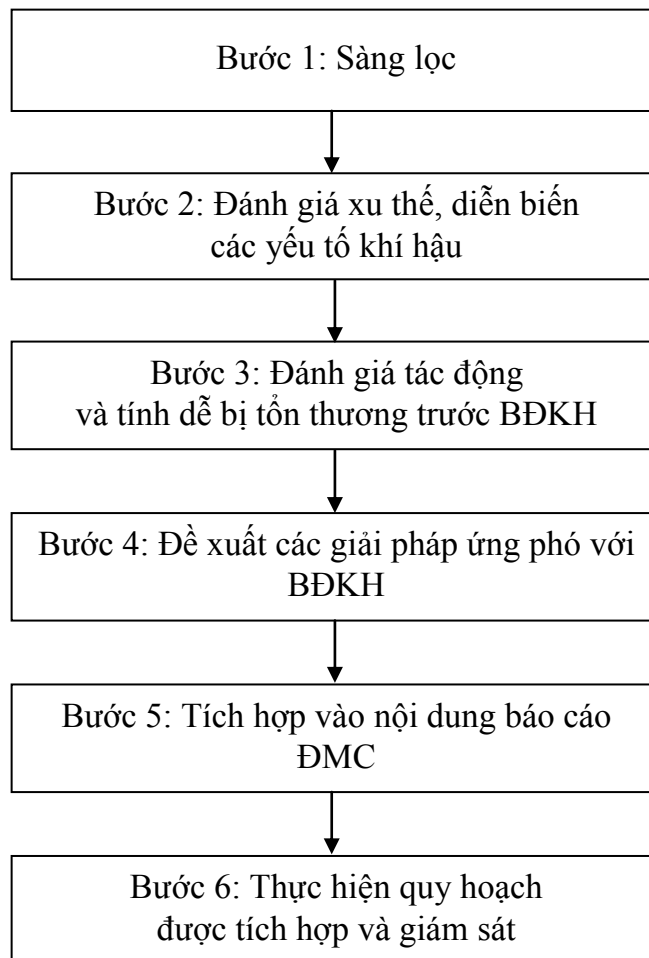 Bước 1: Sàng lọc
Bước 2: Đánh giá xu thế, diễn biến
các yếu tố khí hậu
Bước 3: Đánh giá tác động
và tính dễ bị tổn thương trước BĐKH
Bước 4: Đề xuất các giải pháp ứng phó với
BĐKH
Bước 5: Tích hợp vào nội dung báo cáo
ĐMC
Bước 6: Thực hiện quy hoạch
được tích hợp và giám sát